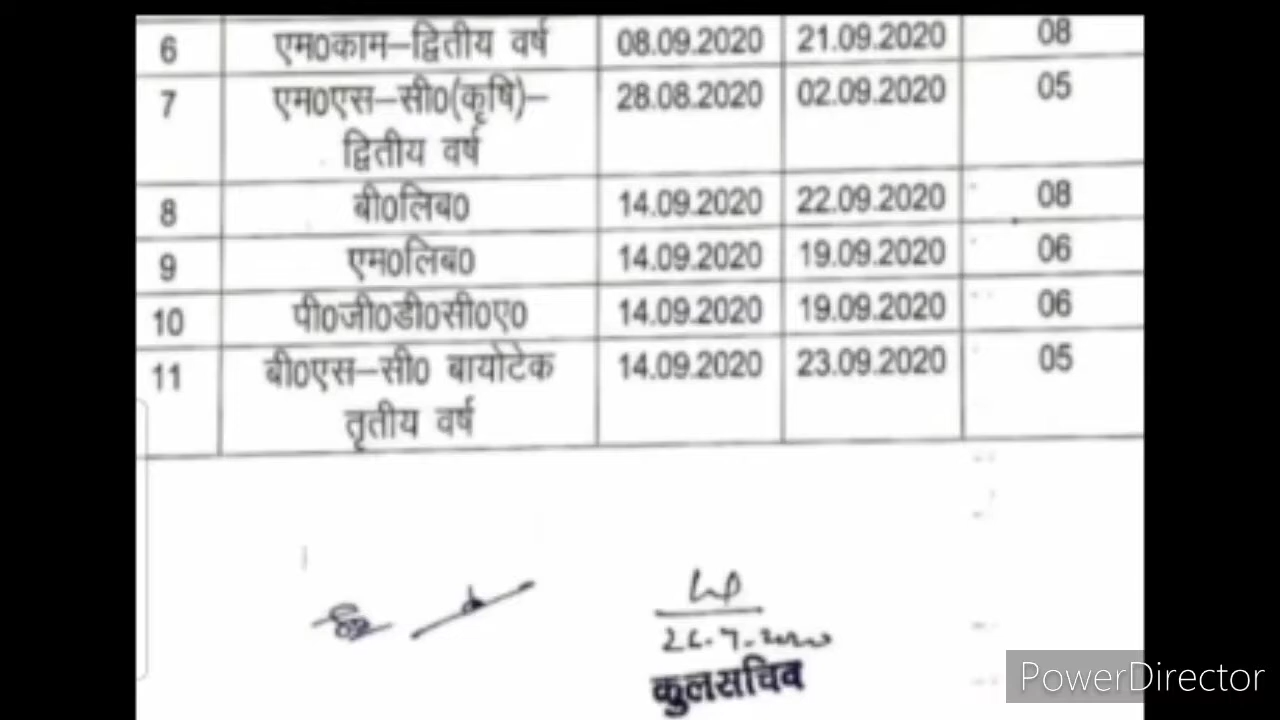 6 एम0काम–द्वितीय वर्ष 08.09.2020 21.09.2020 08
7 एम0एस–सी0(कृषि)– 28.08.2020 02.09.2020 05
द्वितीय वर्ष
8 बी0लिब0 14.09.2020 22.09.2020 08
9 एम0लिब0 14.09.2020 19.09.2020 06
10 पी0जी0डी0सी0ए0 14.09.2020 19.09.2020 06
11 बी0एस–सी0 बायोटेक 14.09.2020 23.09.2020 05
तृतीय वर्ष
कुलसचिव
PowerDirector